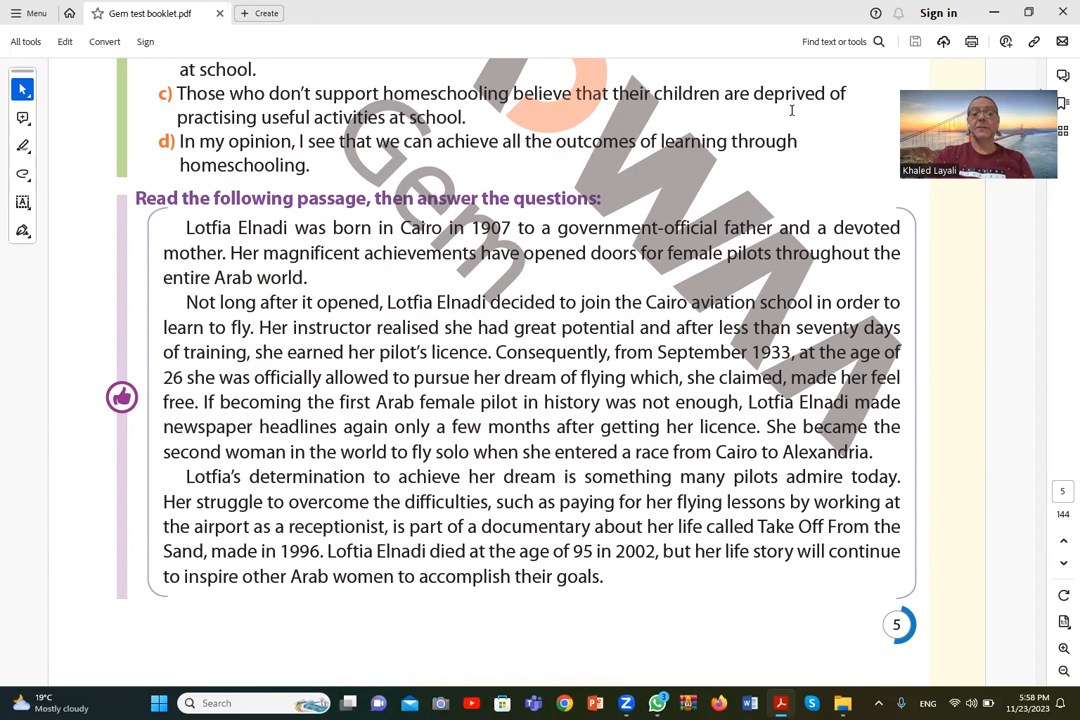 Menu
Gem test booklet.pdf
Create
Sign in
All tools
Edit
Convert
Sign
Find text or tools
at school.
c) Those who don't support homeschooling believe that their children are deprived of
practising useful activities at school.
d) In my opinion, I see that we can achieve all the outcomes of learning through
homeschooling.
Khaled Layali
Read the following passage, then answer the questions:
Lotfia Elnadi was born in Cairo in 1907 to a government-official father and a devoted
mother. Her magnificent achievements have opened doors for female pilots throughout the
entire Arab world.
Not long after it opened, Lotfia Elnadi decided to join the Cairo aviation school in order to
learn to fly. Her instructor realised she had great potential and after less than seventy days
of training, she earned her pilot's licence. Consequently, from September 1933, at the age of
26 she was officially allowed to pursue her dream of flying which, she claimed, made her feel
free. If becoming the first Arab female pilot in history was not enough, Lotfia Elnadi made
newspaper headlines again only a few months after getting her licence. She became the
second woman in the world to fly solo when she entered a race from Cairo to Alexandria.
Lotfia's determination to achieve her dream is something many pilots admire today.
Her struggle to overcome the difficulties, such as paying for her flying lessons by working at
the airport as a receptionist, is part of a documentary about her life called Take Off From the
Sand, made in 1996. Loftia Elnadi died at the age of 95 in 2002, but her life story will continue
to inspire other Arab women to accomplish their goals.
Gem
5
5
144
19°C
Mostly cloudy
Search
3
ENG
5:58 PM
11/23/2023